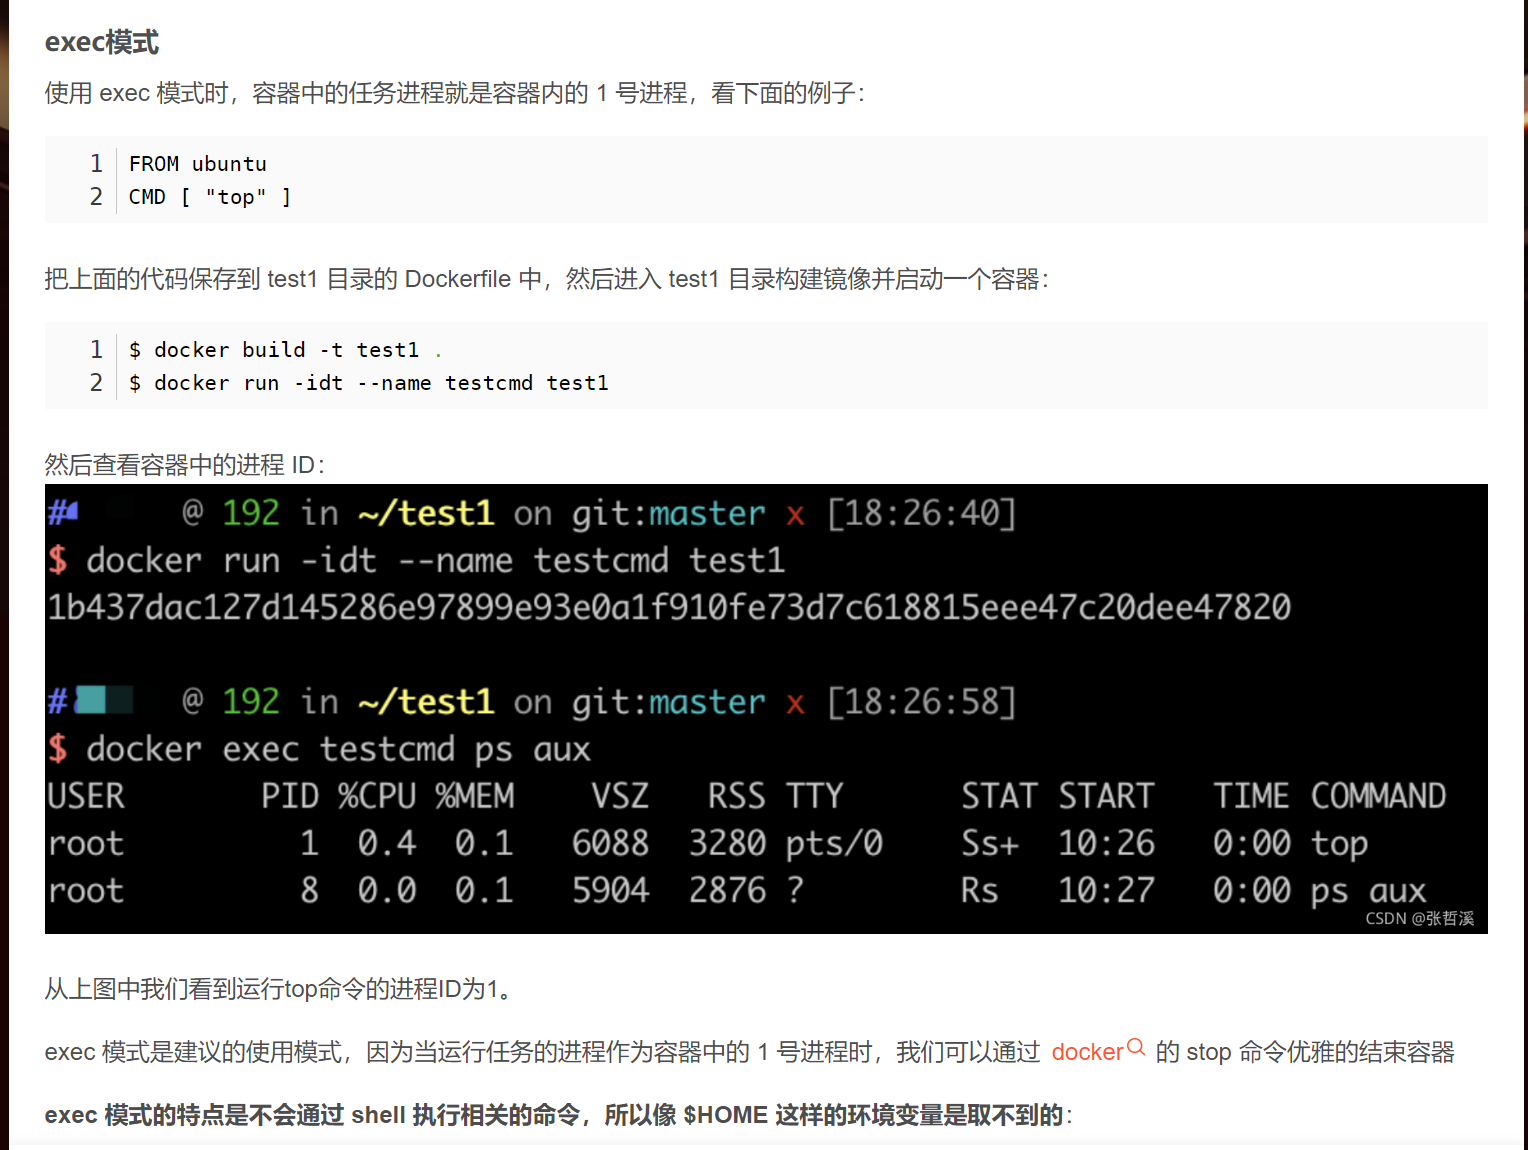 exec模式
使用 exec 模式时，容器中的任务进程就是容器内的 1 号进程，看下面的例子：
1 FROM ubuntu
2 CMD [ "top" ]
把上面的代码保存到 test1 目录的 Dockerfile 中，然后进入 test1 目录构建镜像并启动一个容器：
1 $ docker build -t test1 .
2 $ docker run -idt --name testcmd test1
然后查看容器中的进程 ID：
# @ 192 in ~/test1 on git:master x [18:26:40]
$ docker run -idt --name testcmd test1
1b437dac127d145286e97899e93e0a1f910fe73d7c618815eee47c20dee47820
# @ 192 in ~/test1 on git:master x [18:26:58]
$ docker exec testcmd ps aux
USER PID %CPU %MEM VSZ RSS TTY STAT START TIME COMMAND
root 1 0.4 0.1 6088 3280 pts/0 Ss+ 10:26 0:00 top
root 8 0.0 0.1 5904 2876 ? Rs 10:27 0:00 ps aux
CSDN @张哲溪
从上图中我们看到运行top命令的进程ID为1。
exec 模式是建议的使用模式，因为当运行任务的进程作为容器中的 1 号进程时，我们可以通过 docker 的 stop 命令优雅的结束容器
exec 模式的特点是不会通过 shell 执行相关的命令，所以像 $HOME 这样的环境变量是取不到的：